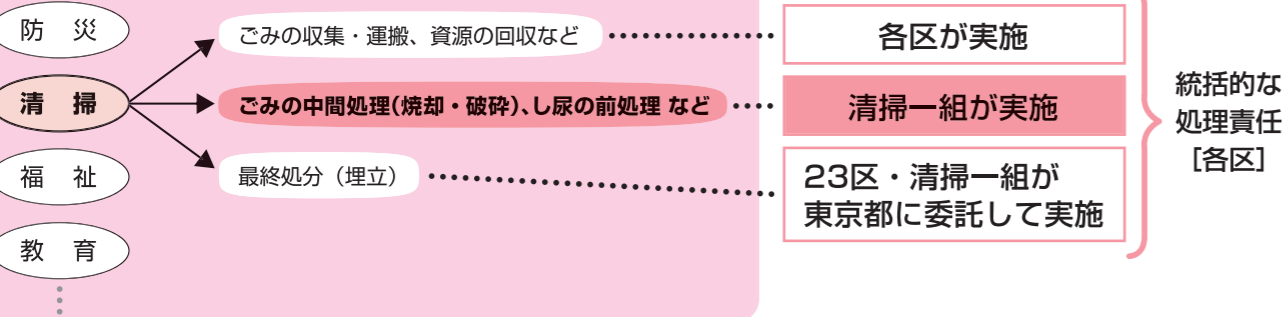 防 災
清 掃
福 祉
教 育
ごみの収集・運搬、資源の回収など
ごみの中間処理(焼却・破砕)、し尿の前処理 など
最終処分（埋立）
各区が実施
清掃一組が実施
23区・清掃一組が
東京都に委託して実施
統括的な
処理責任
［各区］